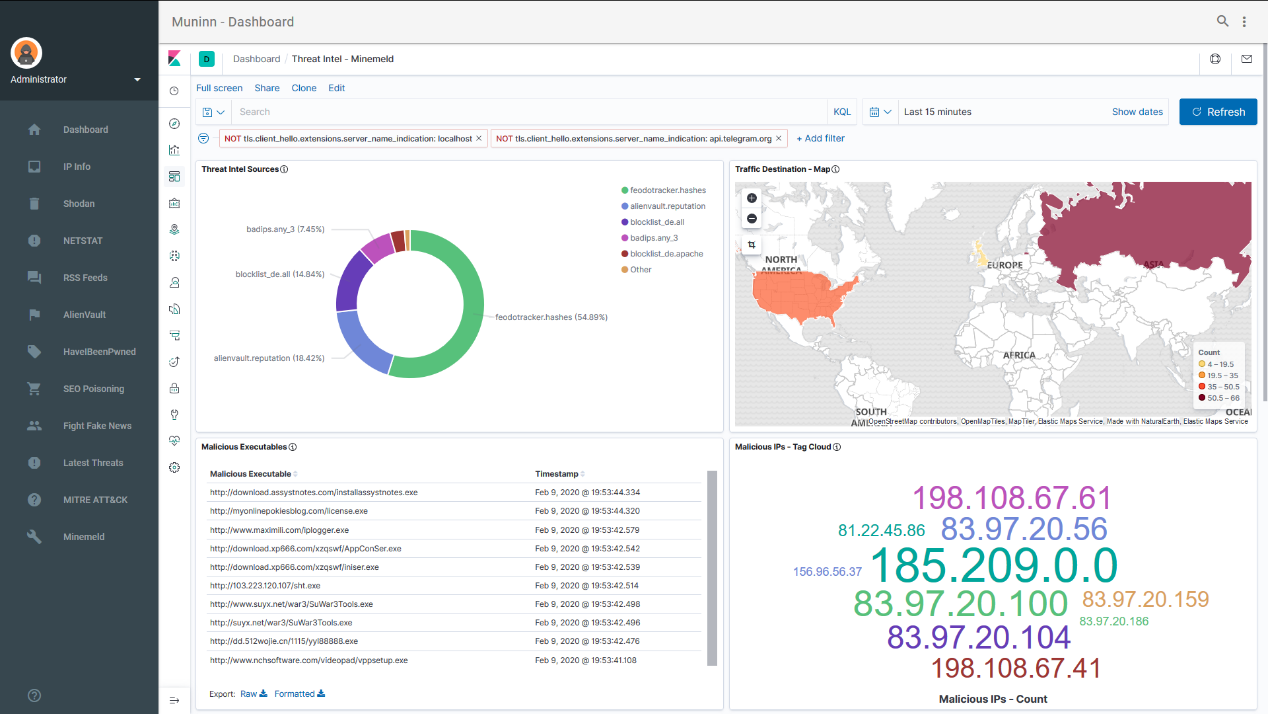 Muninn - Dashboard
Administrator
Dashboard
IP Info
Shodan
NETSTAT
RSS Feeds
AlienVault
HaveIBeenPwned
SEO Poisoning
Fight Fake News
Latest Threats
MITRE ATT&CK
Minemeld
D
Dashboard / Threat Intel - Minemeld
Full screen Share Clone Edit
Search KQL Last 15 minutes Show dates Refresh
NOT tls.client_hello.extensions.server_name_indication: localhost × NOT tls.client_hello.extensions.server_name_indication: api.telegram.org × + Add filter
Threat Intel Sources
feodotracker.hashes
alienvault.reputation
blocklist_de.all
badips.any_3
blocklist_de.apache
Other
badips.any_3 (7.45%)
blocklist_de.all (14.84%)
feodotracker.hashes (54.89%)
alienvault.reputation (18.42%)
Traffic Destination - Map
NORTH
AMERICA
EUROPE
ASIA
AFRICA
SOUTH
Count
4 – 19.5
19.5 – 35
35 – 50.5
50.5 – 66
OpenStreetMap contributors, OpenMapTiles, MapTiler, Elastic Maps Service, Made with NaturalEarth, Elastic Maps Service
Malicious Executables
Malicious Executable Timestamp
http://download.assystnotes.com/installassystnotes.exe Feb 9, 2020 @ 19:53:44.334
http://myonlinepokiesblog.com/license.exe Feb 9, 2020 @ 19:53:44.320
http://www.maximili.com/iplogger.exe Feb 9, 2020 @ 19:53:42.579
http://download.xp666.com/xzqswf/AppConSer.exe Feb 9, 2020 @ 19:53:42.542
http://download.xp666.com/xzqswf/iniser.exe Feb 9, 2020 @ 19:53:42.539
http://103.223.120.107/sht.exe Feb 9, 2020 @ 19:53:42.514
http://www.suyx.net/war3/SuWar3Tools.exe Feb 9, 2020 @ 19:53:42.498
http://suyx.net/war3/SuWar3Tools.exe Feb 9, 2020 @ 19:53:42.496
http://dd.512wojie.cn/1115/yyl88888.exe Feb 9, 2020 @ 19:53:42.476
http://www.nchsoftware.com/videopad/vppsetup.exe Feb 9, 2020 @ 19:53:41.108
Export: Raw Formatted
Malicious IPs - Tag Cloud
198.108.67.61
81.22.45.86 83.97.20.56
156.96.56.37 185.209.0.0
83.97.20.100 83.97.20.159
83.97.20.186
83.97.20.104
198.108.67.41
Malicious IPs - Count